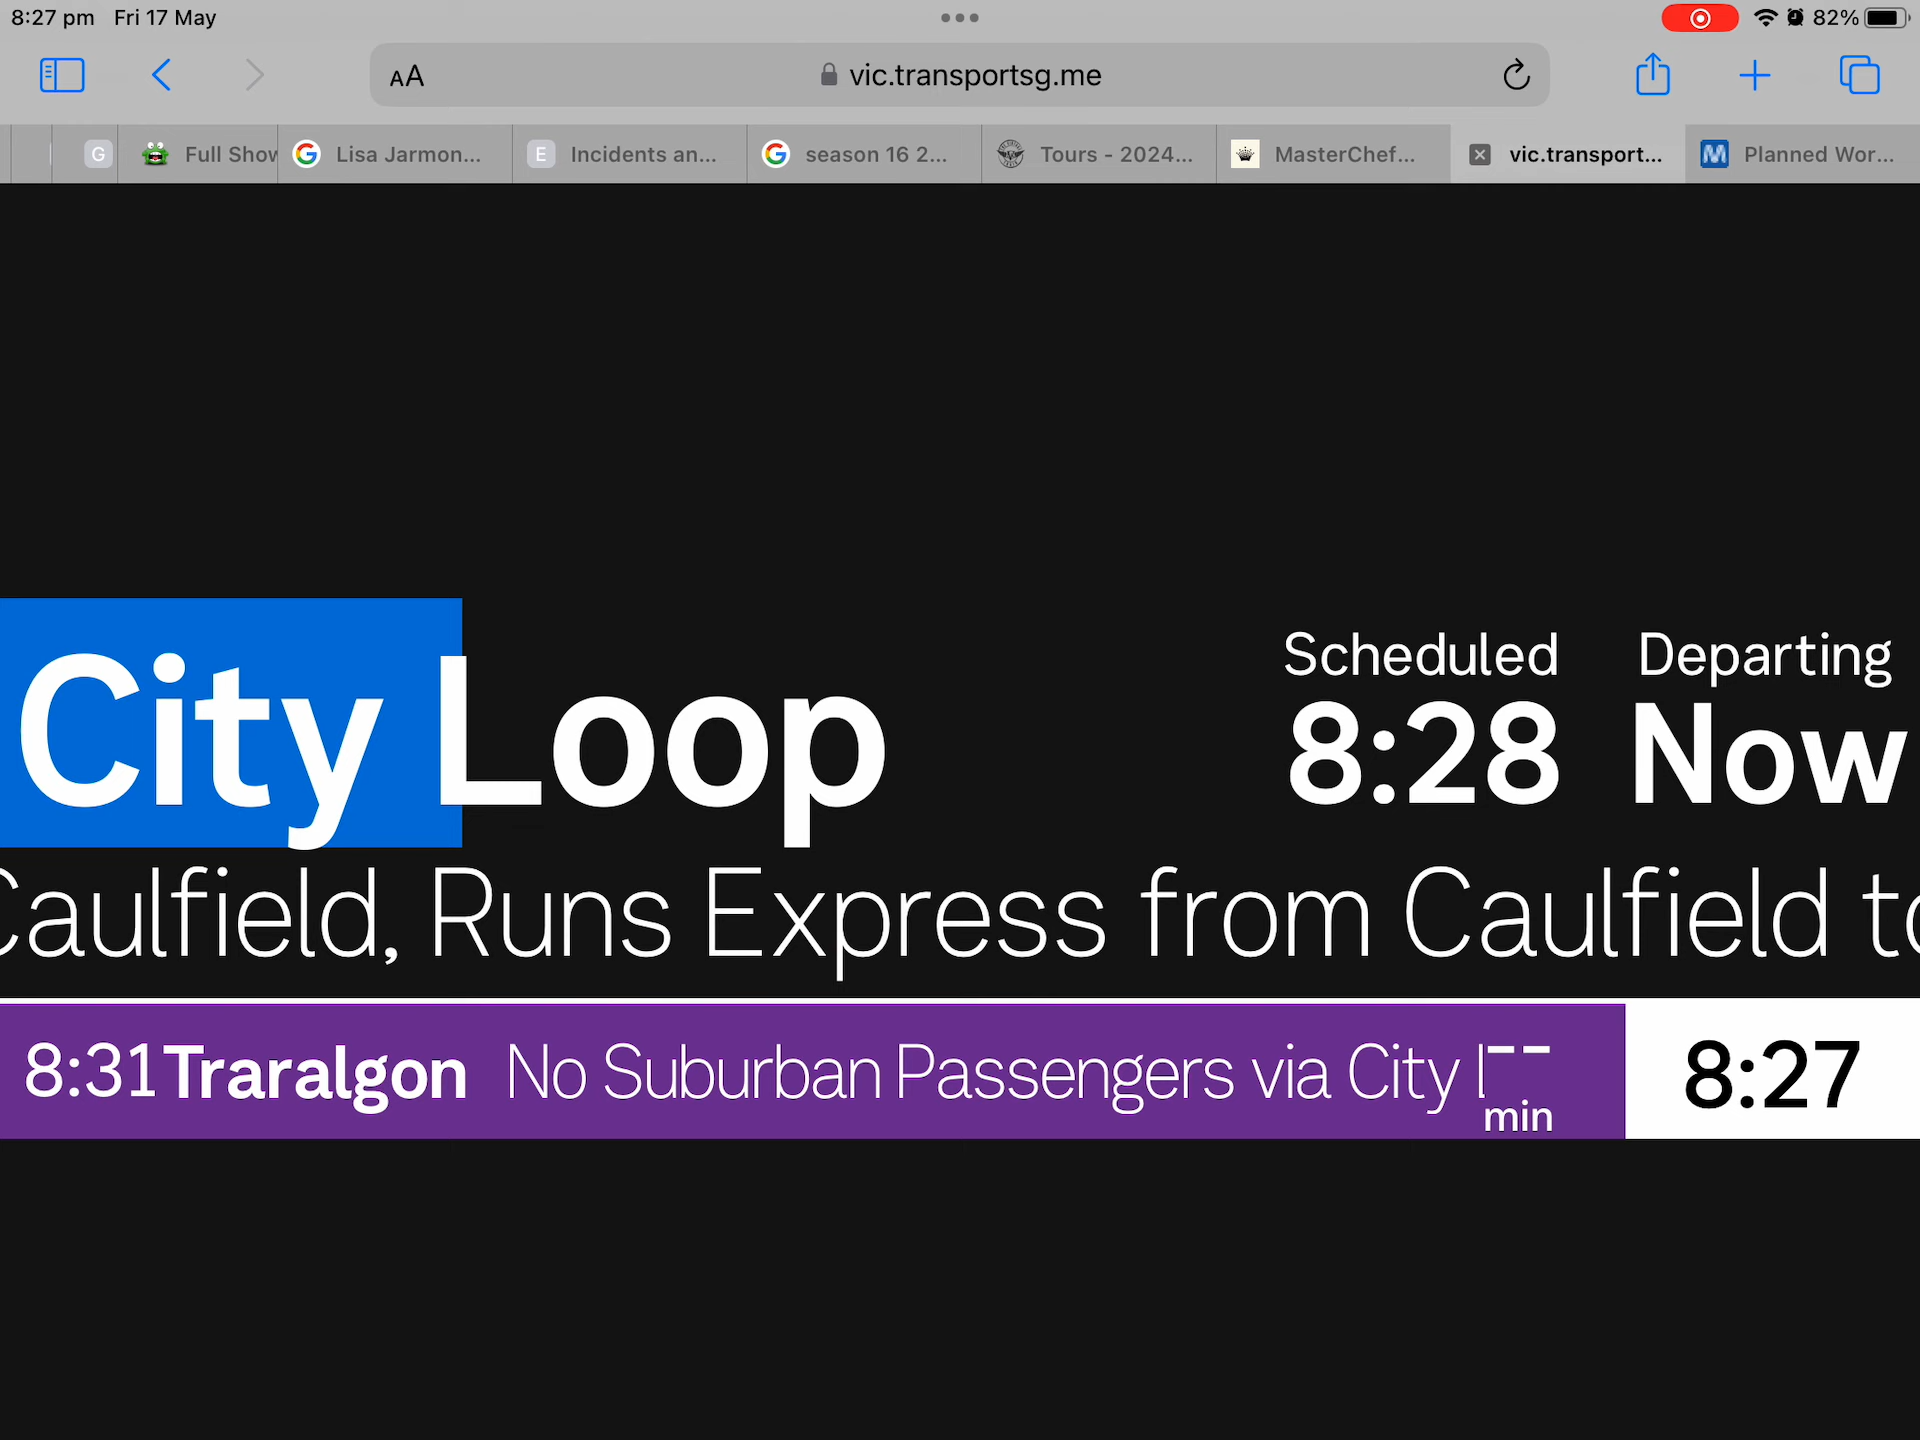 8:27 pm Fri 17 May
82%
AA vic.transportsg.me
G Full Show Lisa Jarmon... E Incidents an... season 16 2... Tours - 2024... MasterChef... vic.transport... Planned Wor...
Scheduled Departing
City Loop 8:28 Now
Caulfield, Runs Express from Caulfield to
8:31 Traralgon No Suburban Passengers via City -- min 8:27